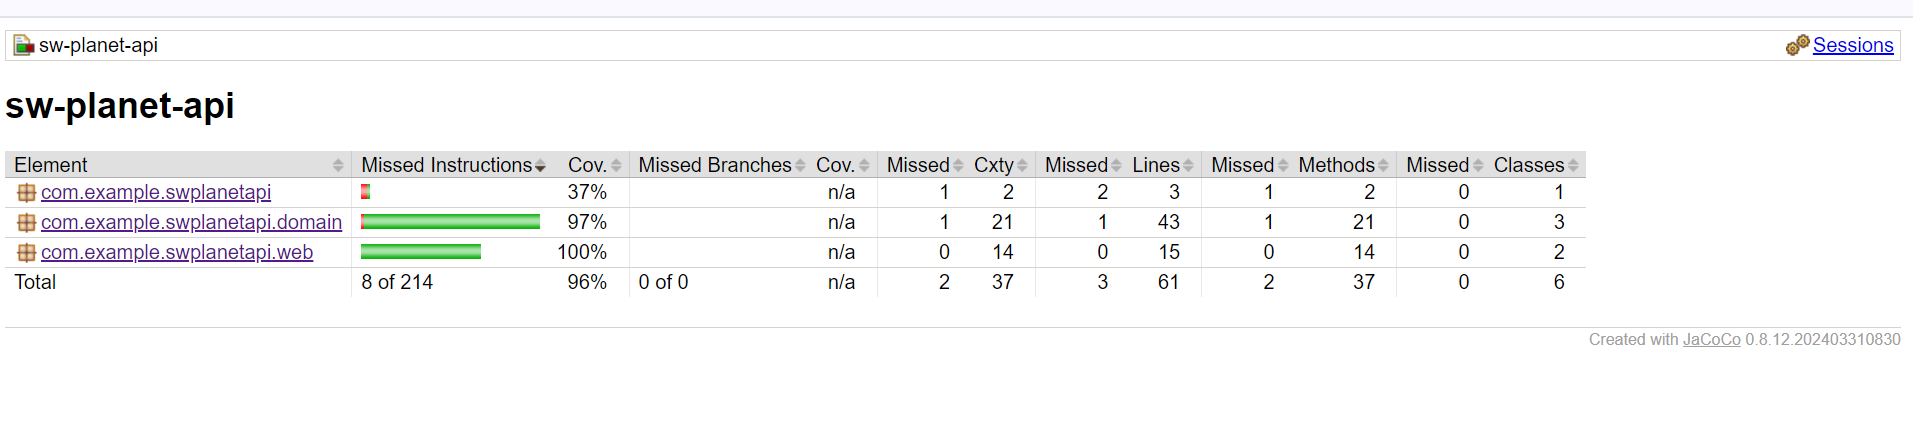 sw-planet-api Sessions
sw-planet-api
Element Missed Instructions Cov. Missed Branches Cov. Missed Cxty Missed Lines Missed Methods Missed Classes
com.example.swplanetapi 37% n/a 1 2 2 3 1 2 0 1
com.example.swplanetapi.domain 97% n/a 1 21 1 43 1 21 0 3
com.example.swplanetapi.web 100% n/a 0 14 0 15 0 14 0 2
Total 8 of 214 96% 0 of 0 n/a 2 37 3 61 2 37 0 6
Created with JaCoCo 0.8.12.202403310830